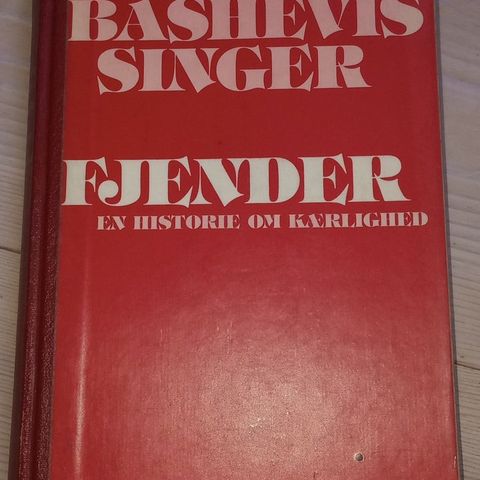 BASHEVIS
SINGER
FJENDER
EN HISTORIE OM KÆRLIGHED